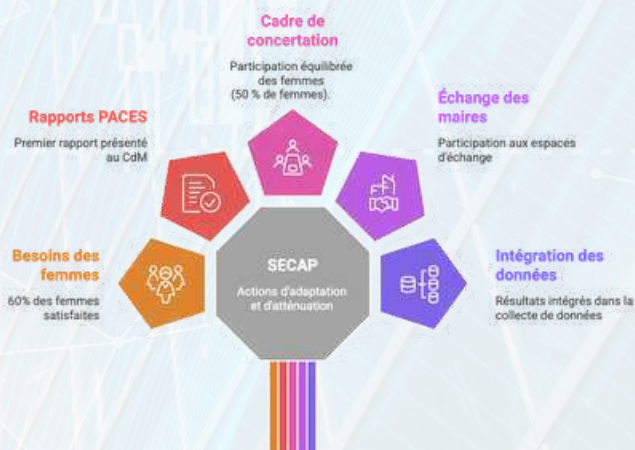 Cadre de
concertation
Participation équilibrée
des femmes
(50 % de femmes).
Rapports PACES
Premier rapport présenté
au CdM
Échange des
maires
Participation aux espaces
d'échange
Besoins des
femmes
60% des femmes
satisfaites
SECAP
Actions d'adaptation
et d'atténuation
Intégration des
données
Résultats intégrés dans la
collecte de données